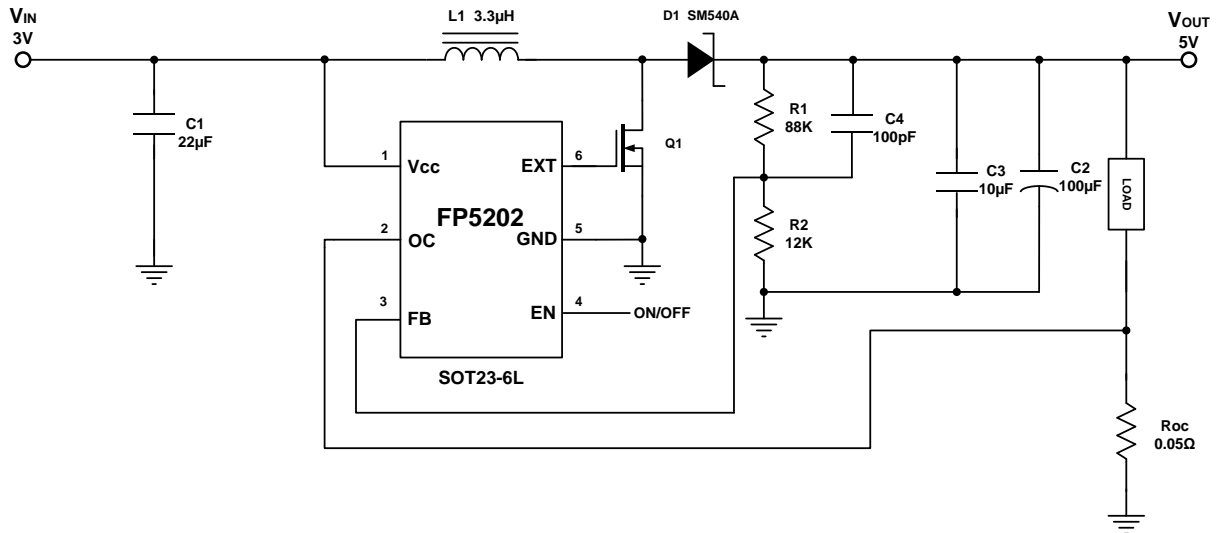 VIN
3V
L1 3.3µH
D1 SM540A
VOUT
5V
C1
22µF
R1
88K
C4
100pF
Q1
1
Vcc
EXT
6
FP5202
C3
10µF
C2
100µF
LOAD
2
OC
GND
5
R2
12K
3
FB
EN
4
ON/OFF
SOT23-6L
Roc
0.05Ω